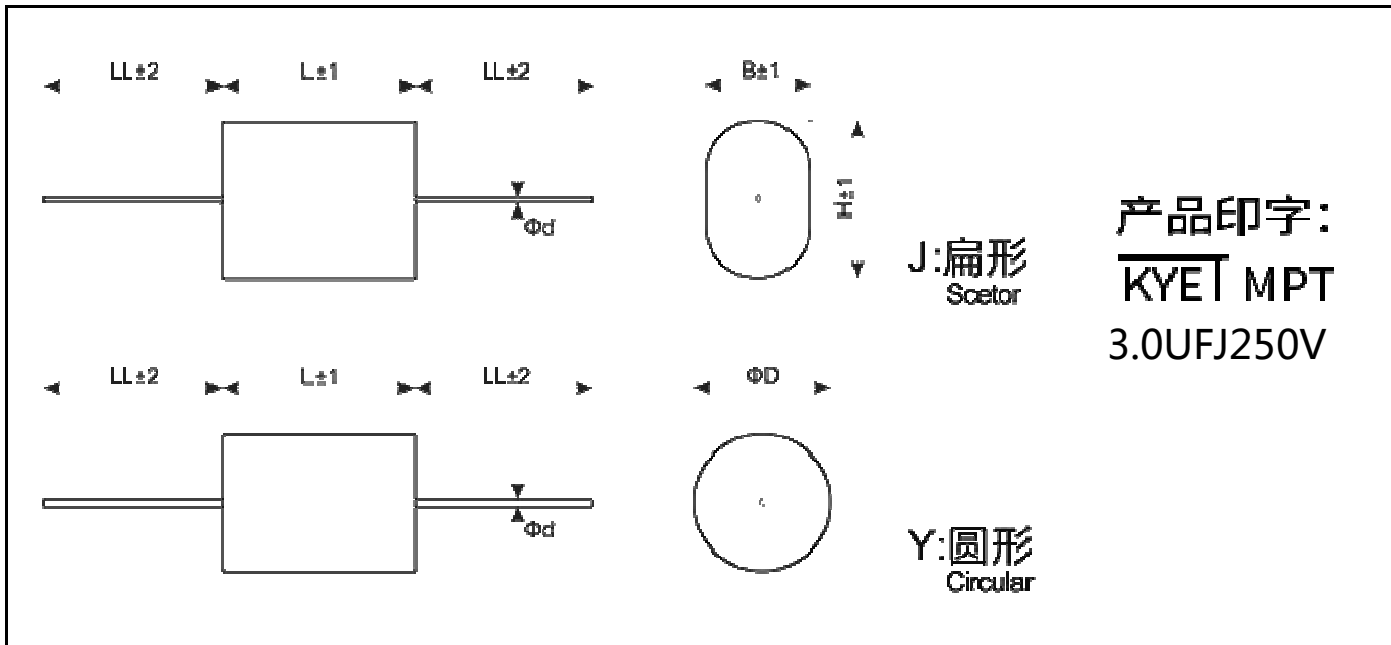 LL±2 L±1 LL±2 B±1
H±1
Φd
产品印字:
J:扁形
Scetor
KYET MPT
3.0UFJ250V
LL±2 L±1 LL±2 ΦD
Φd
Y:圆形
Circular